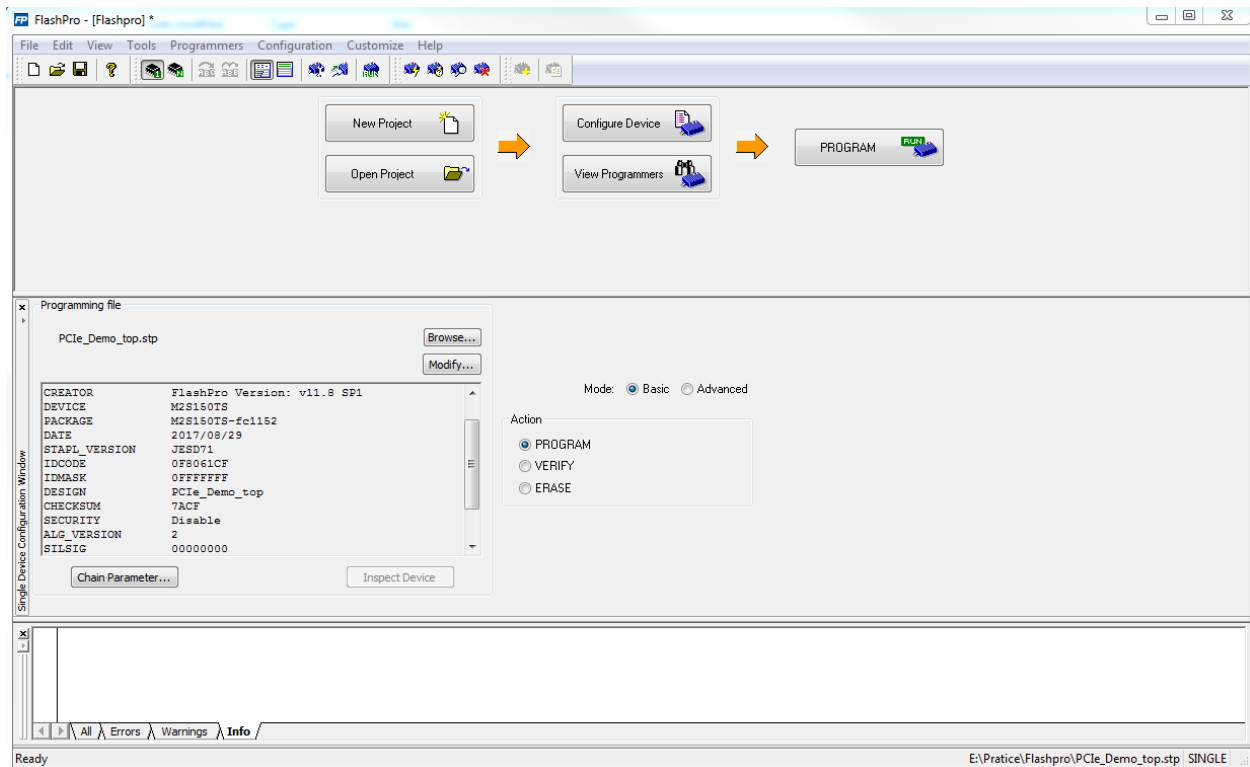 FlashPro - [Flashpro] *
File Edit View Tools Programmers Configuration Customize Help
New Project
Configure Device
PROGRAM
RUN
Open Project
View Programmers
Programming file
PCIe_Demo_top.stp
Browse...
Modify...
CREATOR FlashPro Version: v11.8 SP1
DEVICE M2S150TS
PACKAGE M2S150TS-fc1152
DATE 2017/08/29
STAPL_VERSION JESD71
IDCODE 0F8061CF
IDMASK 0FFFFFFF
DESIGN PCIe_Demo_top
CHECKSUM 7ACF
SECURITY Disable
ALG_VERSION 2
SILSIG 00000000
Chain Parameter...
Inspect Device
Mode: Basic Advanced
Action
PROGRAM
VERIFY
ERASE
Single Device Configuration Window
All Errors Warnings Info
Ready
E:\Pratice\Flashpro\PCIe_Demo_top.stp SINGLE